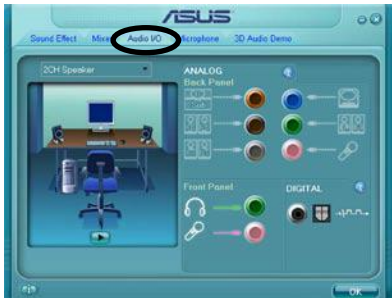 ASUS
Sound Effect Mixer Audio I/O Microphone 3D Audio Demo
2CH Speaker
ANALOG
Back Panel
Front Panel
DIGITAL
OK